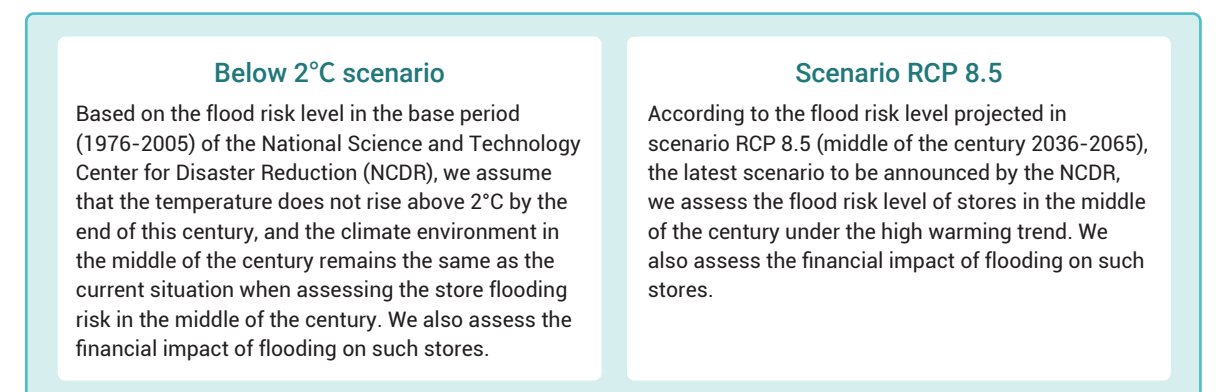 Below 2°C scenario
Based on the flood risk level in the base period
(1976-2005) of the National Science and Technology
Center for Disaster Reduction (NCDR), we assume
that the temperature does not rise above 2°C by the
end of this century, and the climate environment in
the middle of the century remains the same as the
current situation when assessing the store flooding
risk in the middle of the century. We also assess the
financial impact of flooding on such stores.
Scenario RCP 8.5
According to the flood risk level projected in
scenario RCP 8.5 (middle of the century 2036-2065),
the latest scenario to be announced by the NCDR,
we assess the flood risk level of stores in the middle
of the century under the high warming trend. We
also assess the financial impact of flooding on such
stores.